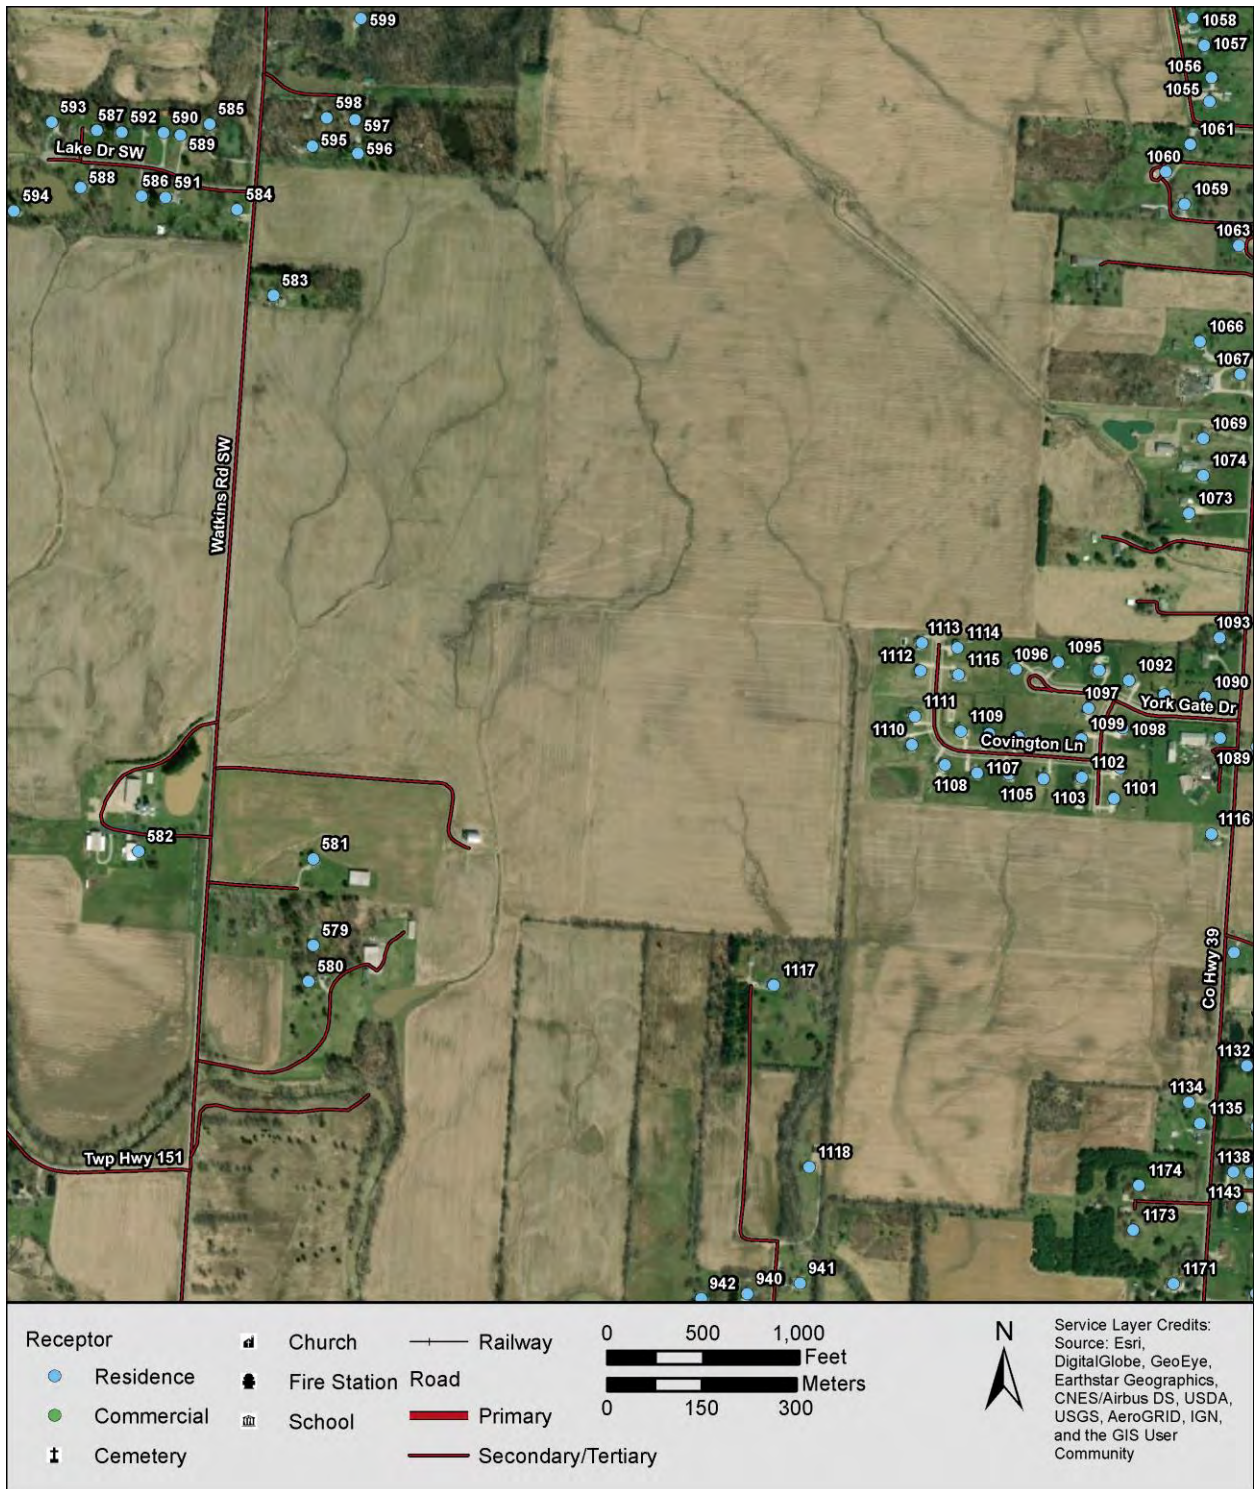 599
1058
1057
1056
1055
598
597
593
587
592
590
585
589
595
596
1061
Lake Dr SW
1060
588
586
591
584
594
1059
1063
583
1066
1067
1069
1074
1073
Watkins Rd SW
1093
1113
1114
1112
1115
1096
1095
1092
1090
1111
1097
York Gate Dr
1110
1109
1099
1098
Covington Ln
1089
1108
1107
1105
1103
1102
1101
582
581
1116
579
580
1117
Co Hwy 39
1132
1134
1135
Twp Hwy 151
1118
1174
1138
1143
1173
942
940
941
1171
Receptor
Residence
Commercial
Cemetery
Church
Fire Station
School
Railway
Road
Primary
Secondary/Tertiary
0 500 1,000
Feet
Meters
0 150 300
N
Service Layer Credits:
Source: Esri,
DigitalGlobe, GeoEye,
Earthstar Geographics,
CNES/Airbus DS, USDA,
USGS, AeroGRID, IGN,
and the GIS User
Community